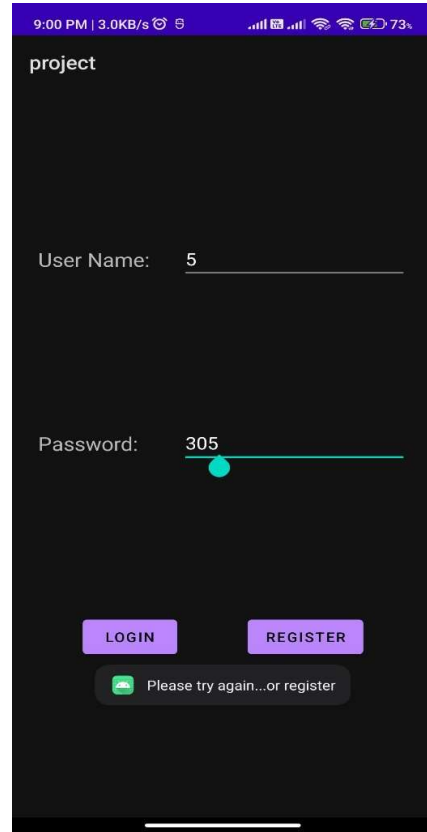 9:00 PM | 3.0KB/s 73%
project
User Name: 5
Password: 305
LOGIN REGISTER
Please try again...or register